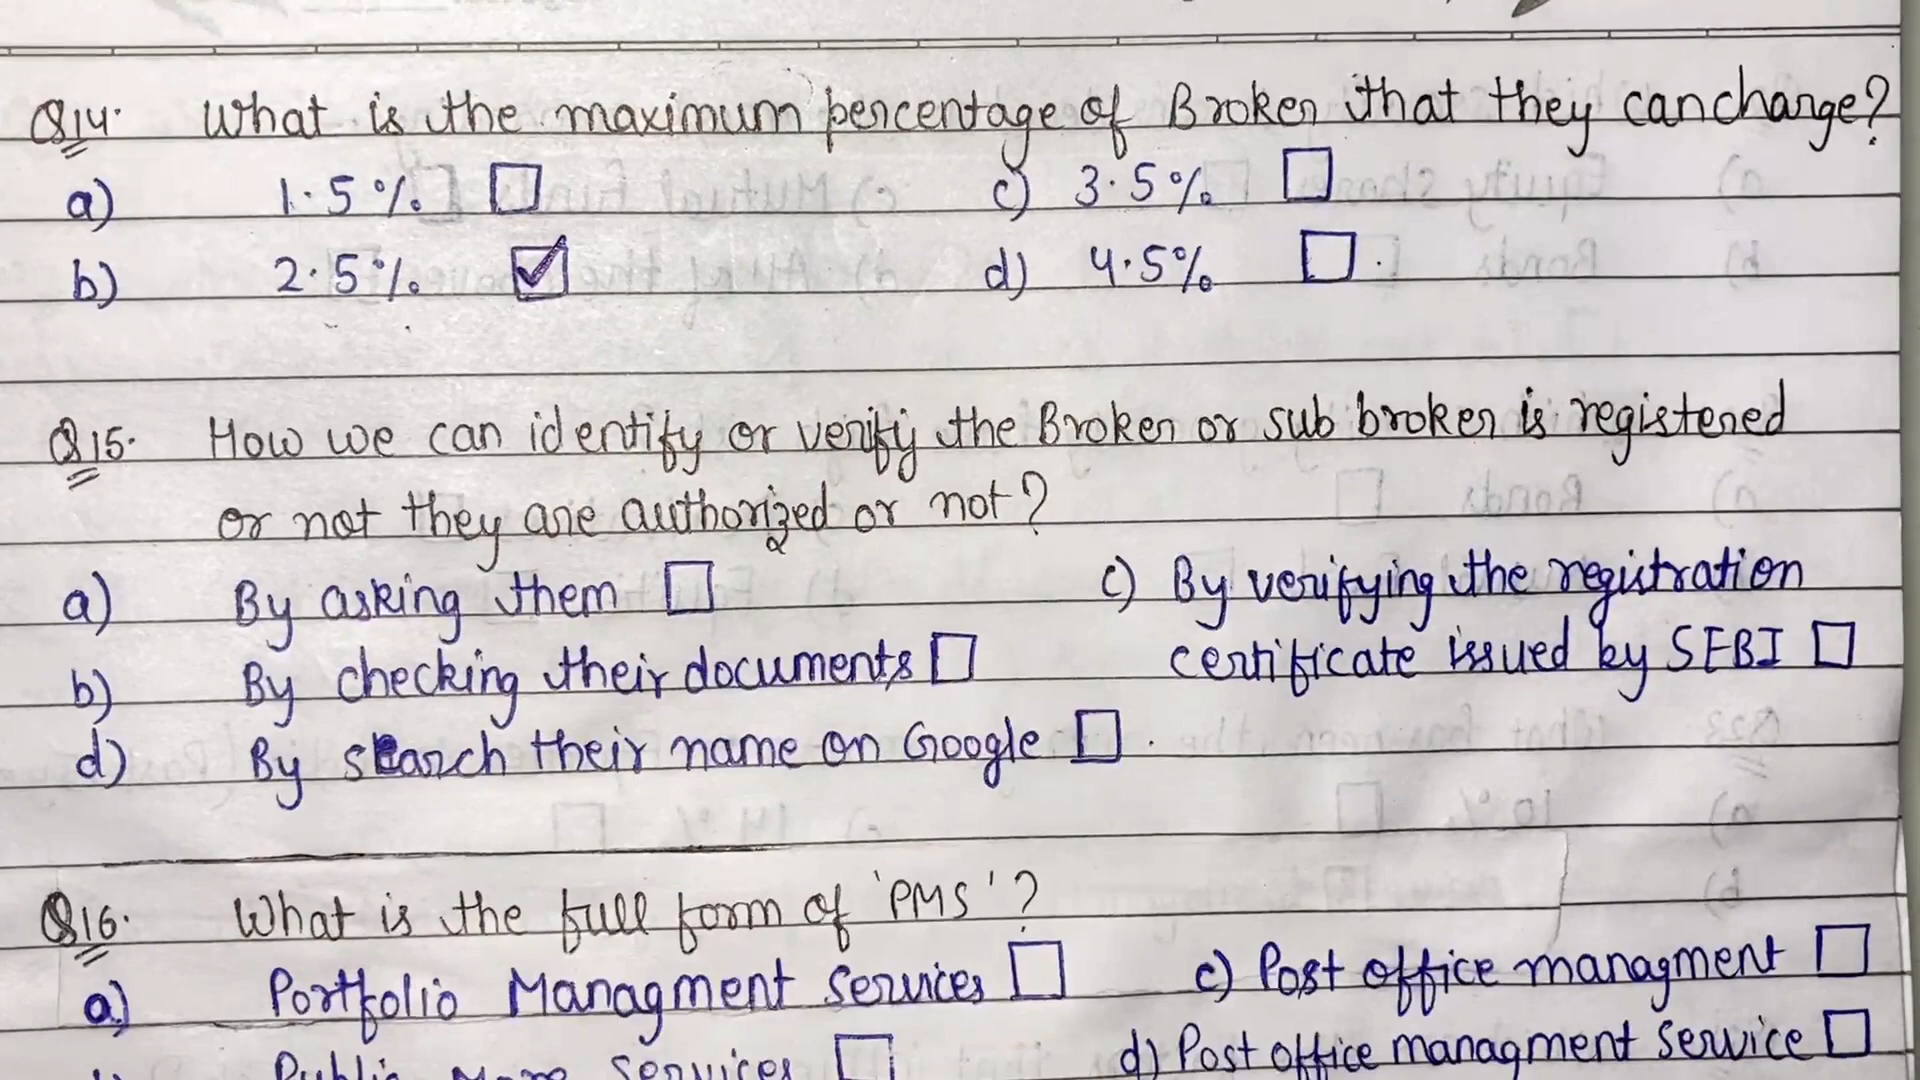 Q14. What is the maximum percentage of Broker that they can charge?
a) 1.5% c) 3.5%
b) 2.5% d) 4.5%
Q15. How we can identify or verify the Broker or sub broker is registered
or not they are authorized or not?
a) By asking them c) By verifying the registration
b) By checking their documents certificate issued by SEBI
d) By search their name on Google
Q16. What is the full form of 'PMS'?
a) Portfolio Managment Services c) Post office managment
Services d) Post office managment service